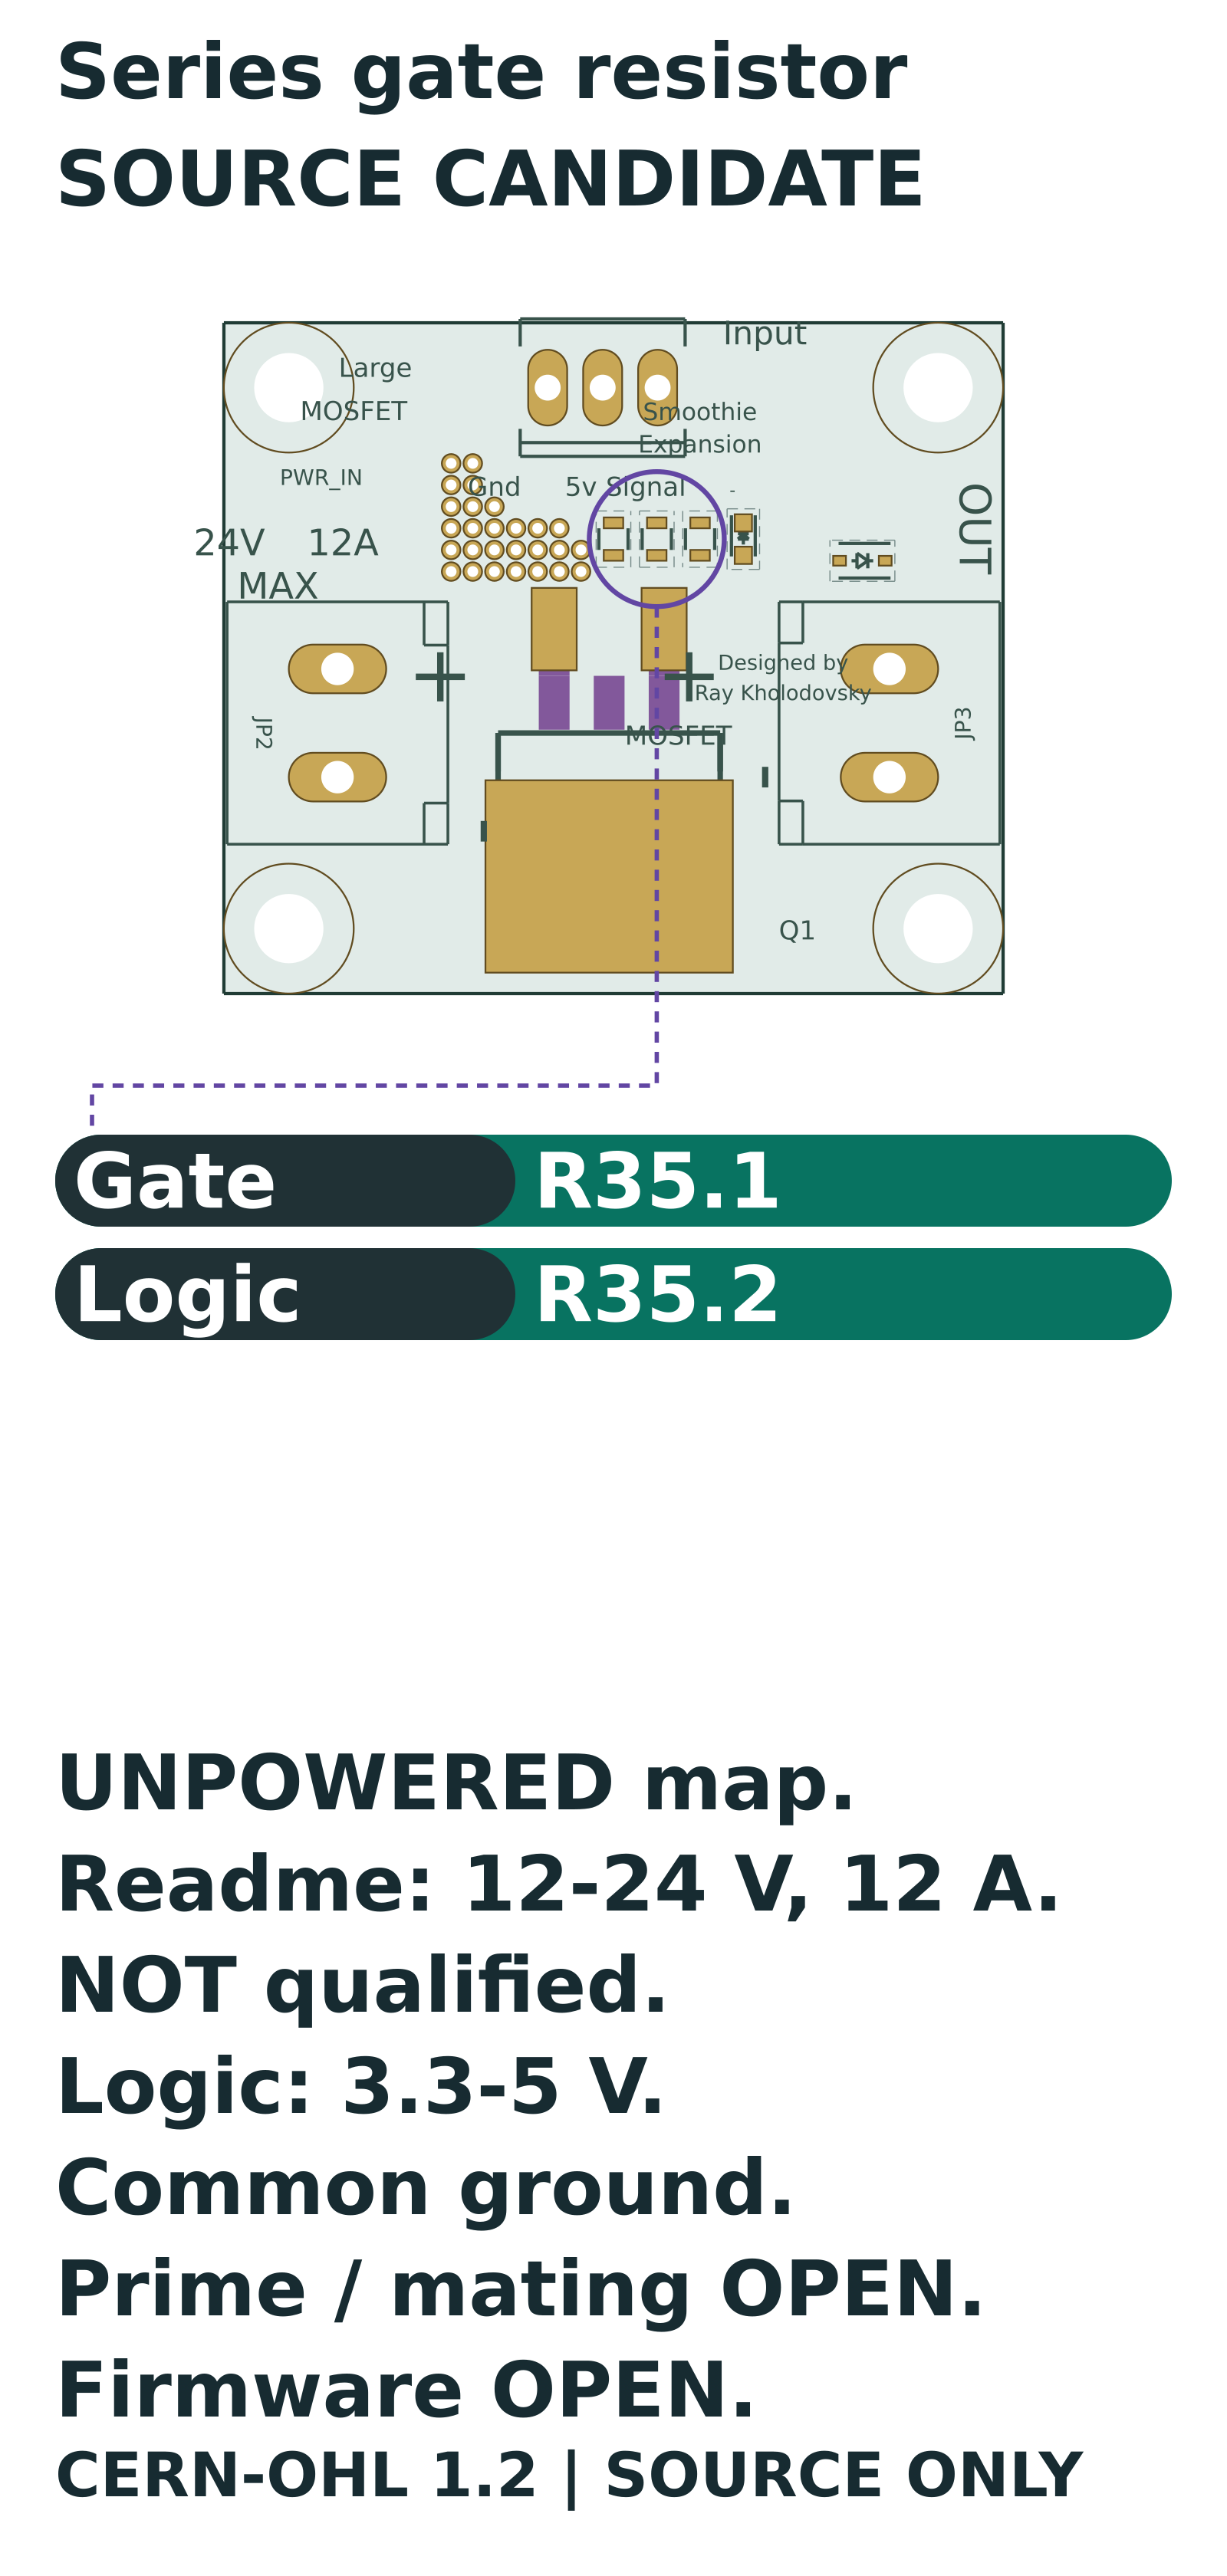 Series gate resistor
SOURCE CANDIDATE
Input
Large
MOSFET
Smoothie
Expansion
PWR_IN
Gnd 5v Signal
-
24V 12A
MAX
OUT
Designed by
Ray Kholodovsky
JP2
JP3
MOSFET
Q1
Gate R35.1
Logic R35.2
UNPOWERED map.
Readme: 12-24 V, 12 A.
NOT qualified.
Logic: 3.3-5 V.
Common ground.
Prime / mating OPEN.
Firmware OPEN.
CERN-OHL 1.2 | SOURCE ONLY